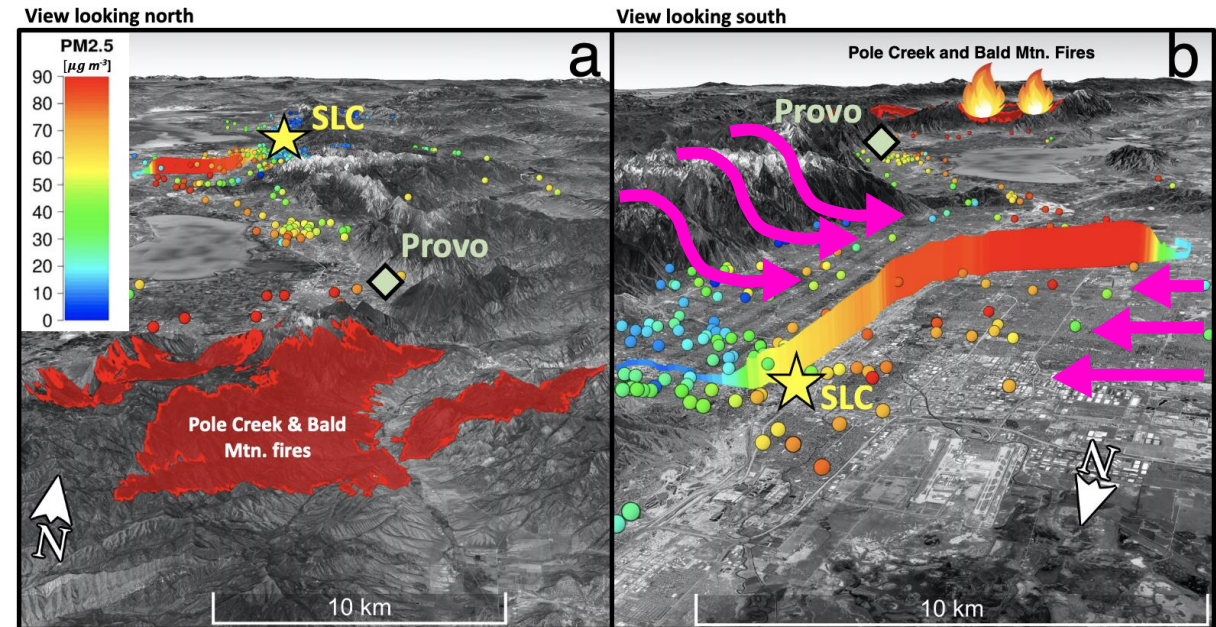 View looking north
View looking south
PM2.5
[µg m⁻³]
90
80
70
60
50
40
30
20
10
0
a
SLC
Provo
Pole Creek & Bald
Mtn. fires
N
10 km
b
Pole Creek and Bald Mtn. Fires
Provo
SLC
N
10 km